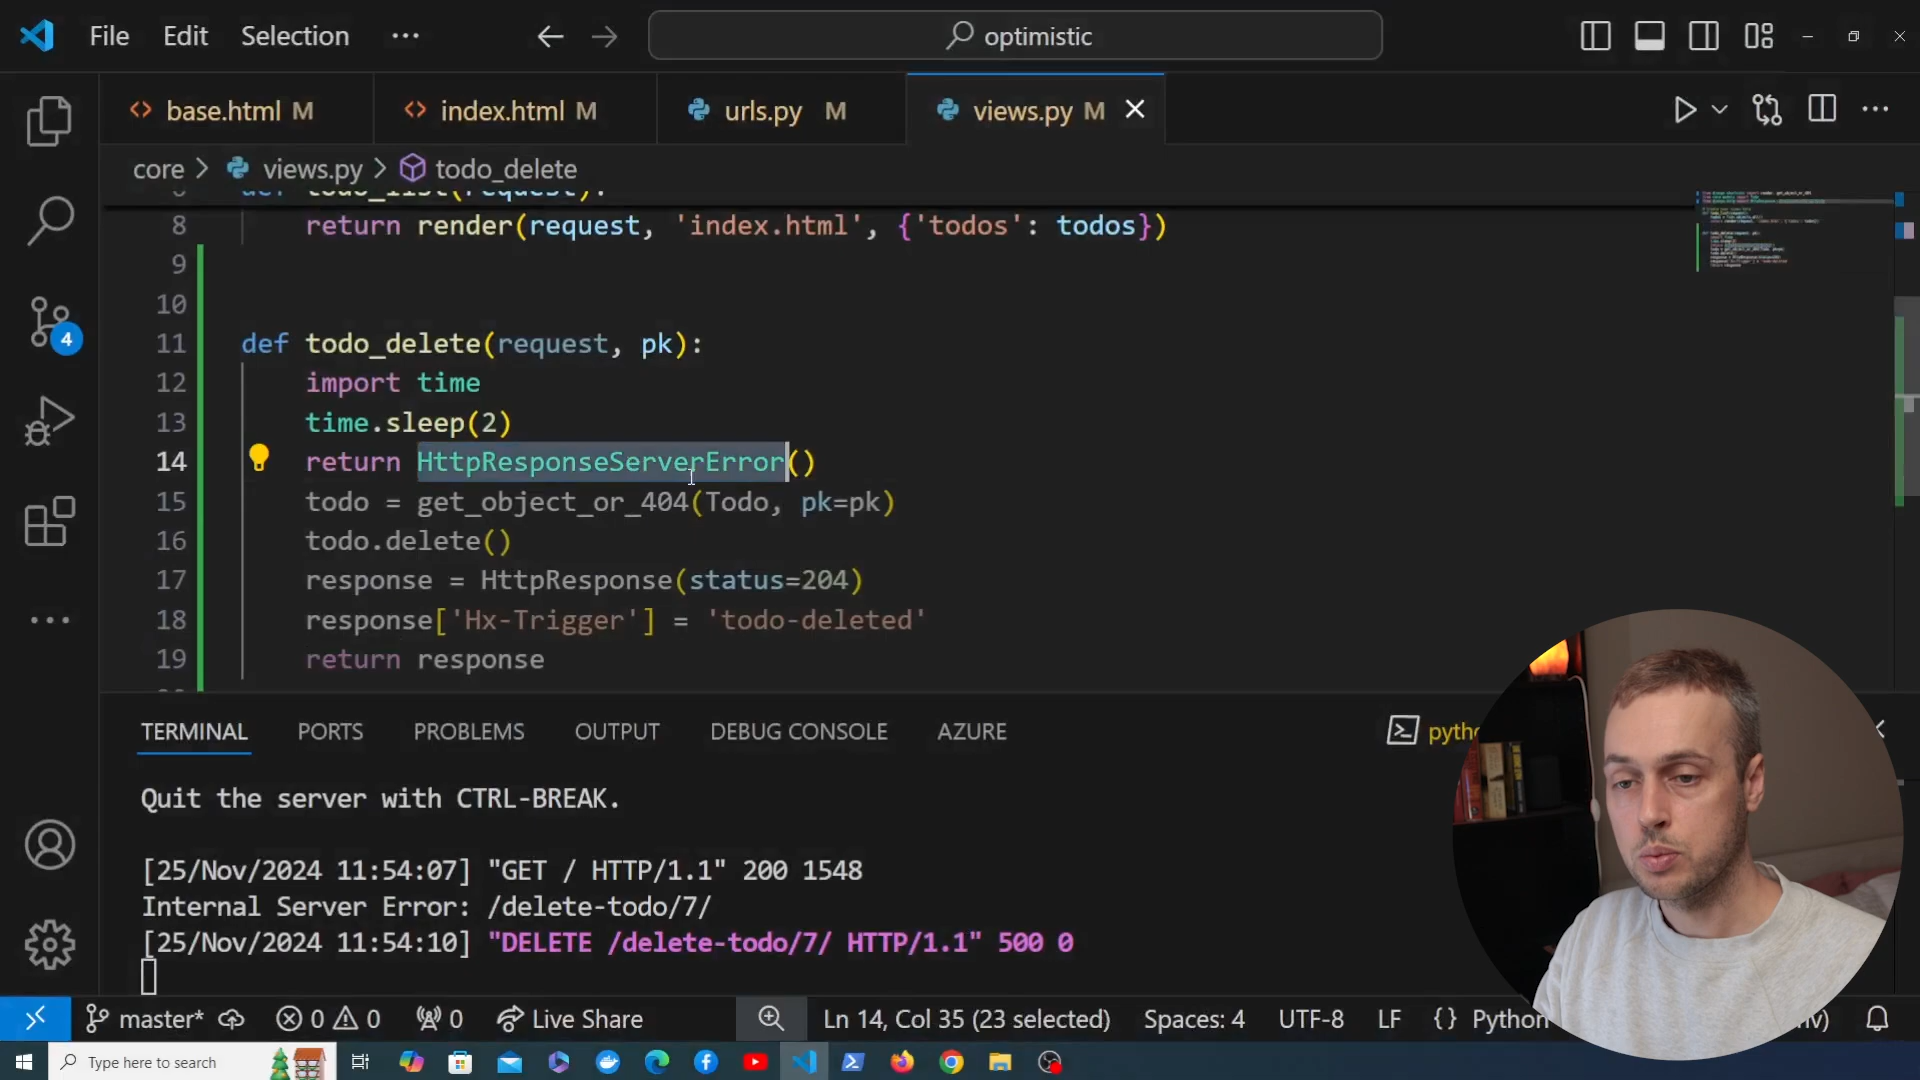 File Edit Selection ... optimistic
base.html M index.html M urls.py M views.py M
core > views.py > todo_delete
def todo_list(request):
8 return render(request, 'index.html', {'todos': todos})
9
10
11 def todo_delete(request, pk):
12 import time
13 time.sleep(2)
14 return HttpResponseServerError()
15 todo = get_object_or_404(Todo, pk=pk)
16 todo.delete()
17 response = HttpResponse(status=204)
18 response['Hx-Trigger'] = 'todo-deleted'
19 return response
4
TERMINAL PORTS PROBLEMS OUTPUT DEBUG CONSOLE AZURE
Quit the server with CTRL-BREAK.
[25/Nov/2024 11:54:07] "GET / HTTP/1.1" 200 1548
Internal Server Error: /delete-todo/7/
[25/Nov/2024 11:54:10] "DELETE /delete-todo/7/ HTTP/1.1" 500 0
master* 0 0 0 Live Share Ln 14, Col 35 (23 selected) Spaces: 4 UTF-8 LF {} Python
Type here to search